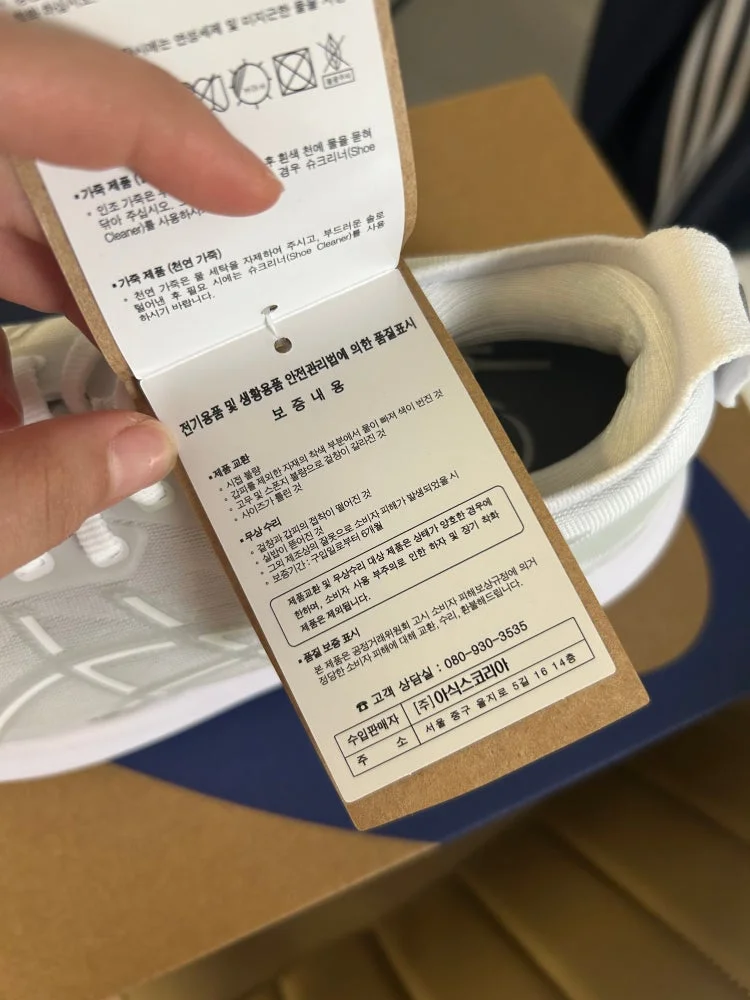 및 미지근한 물을
• 가죽 제품
후 흰색 천에 물을 묻혀
• 인조 가죽은
경우 슈크리너(Shoe
닦아 주십시오.
Cleaner)를 사용하시
• 가죽 제품 (천연 가죽)
• 천연 가죽은 물 세탁을 자제하여 주시고, 부드러운 솔로
털어낸 후 필요 시에는 슈크리너(Shoe Cleaner)를 사용
하시기 바랍니다.
전기용품 및 생활용품 안전관리법에 의한 품질표시
보 증 내 용
• 제품 교환
• 시접 불량
• 갑피를 제외한 자재의 착색 부분에서 물이 빠져 색이 번진 것
• 고무 및 스폰지 불량으로 겉창이 갈라진 것
• 사이즈가 틀린 것
• 무상 수리
• 겉창과 갑피의 접착이 떨어진 것
• 실밥이 뜯어진 것
• 그외 제조상의 잘못으로 소비자 피해가 발생되었을 시
• 보증기간 : 구입일로부터 6개월
제품교환 및 무상수리 대상 제품은 상태가 양호한 경우에
한하며, 소비자 사용 부주의로 인한 하자 및 장기 착화
제품은 제외됩니다.
• 품질 보증 표시
본 제품은 공정거래위원회 고시 소비자 피해보상규정에 의거
정당한 소비자 피해에 대해 교환, 수리, 환불해드립니다.
☎ 고객 상담실 : 080-930-3535
수입판매자 (주)아식스코리아
주 소 서울 중구 을지로 5길 16 14층